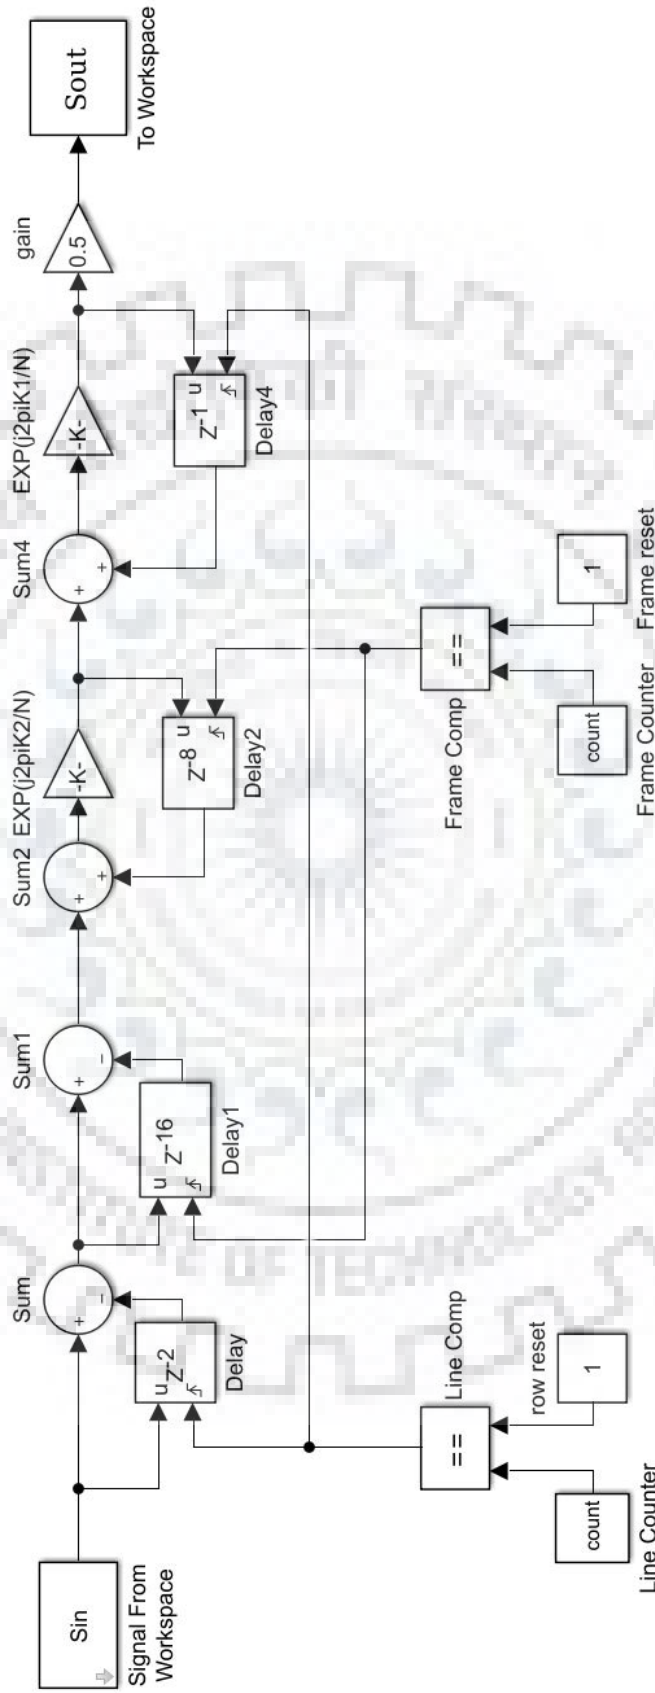 Sin
Signal From
Workspace
Sum
+
−
u
Z-2
Delay
Sum1
+
−
u
Z-16
Delay1
Sum2
+
+
EXP(j2piK2/N)
-K-
u
Z-8
Delay2
Sum4
+
+
EXP(j2piK1/N)
-K-
u
Z-1
Delay4
gain
0.5
Sout
To Workspace
Line Comp
==
row reset
1
count
Line Counter
Frame Comp
==
count
Frame Counter
1
Frame reset
OF TECHNOLOGY